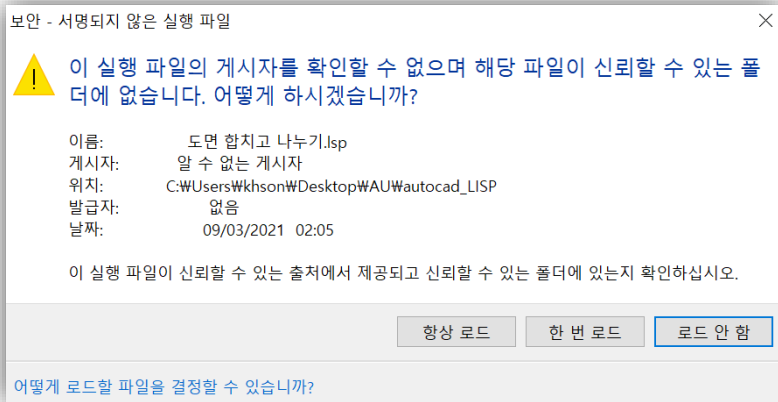 보안 - 서명되지 않은 실행 파일
이 실행 파일의 게시자를 확인할 수 없으며 해당 파일이 신뢰할 수 있는 폴
더에 없습니다. 어떻게 하시겠습니까?
이름: 도면 합치고 나누기.lsp
게시자: 알 수 없는 게시자
위치: C:₩Users₩khson₩Desktop₩AU₩autocad_LISP
발급자: 없음
날짜: 09/03/2021 02:05
이 실행 파일이 신뢰할 수 있는 출처에서 제공되고 신뢰할 수 있는 폴더에 있는지 확인하십시오.
항상 로드 한 번 로드 로드 안 함
어떻게 로드할 파일을 결정할 수 있습니까?